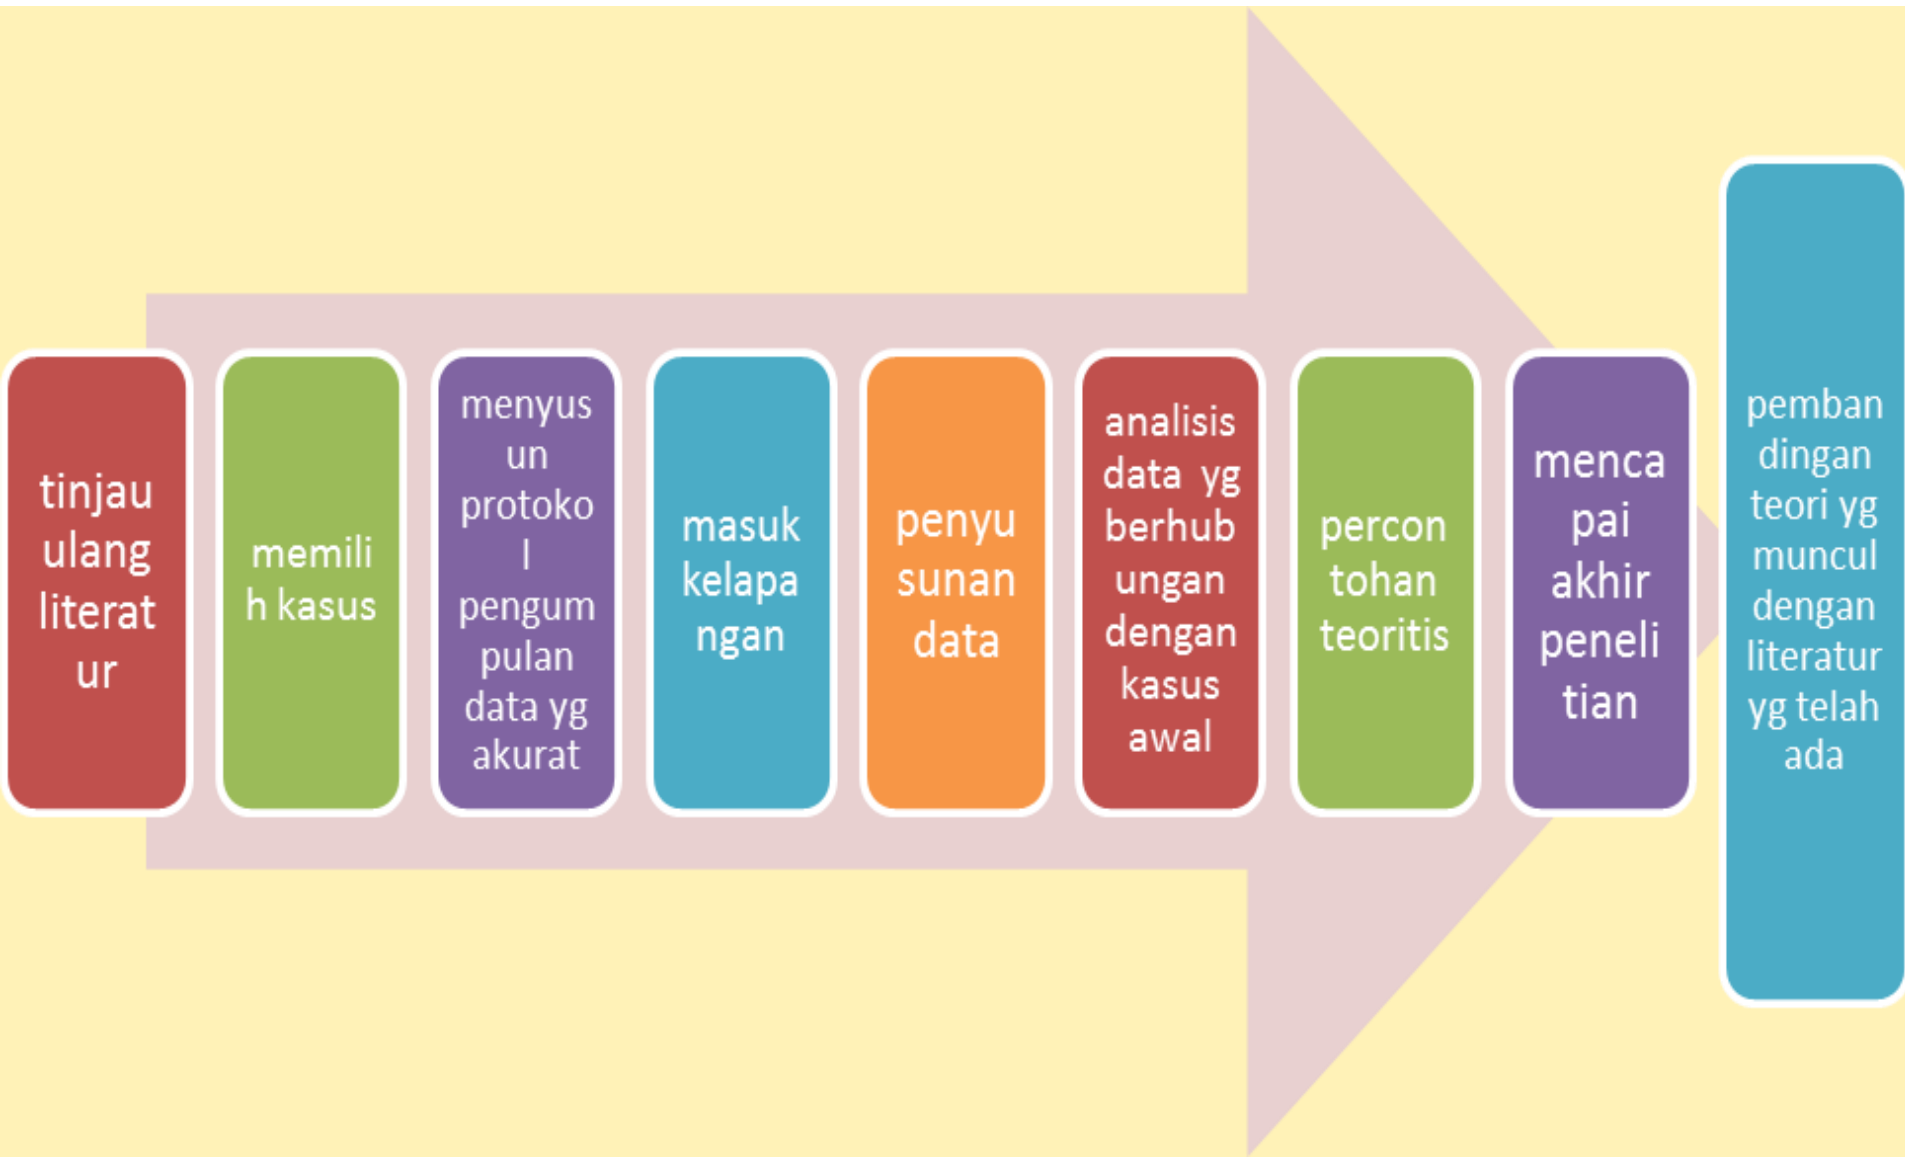 tinjau
ulang
literat
ur
memili
h kasus
menyus
un
protoko
l
pengum
pulan
data yg
akurat
masuk
kelapa
ngan
penyu
sunan
data
analisis
data yg
berhub
ungan
dengan
kasus
awal
percon
tohan
teoritis
menca
pai
akhir
peneli
tian
pemban
dingan
teori yg
muncul
dengan
literatur
yg telah
ada